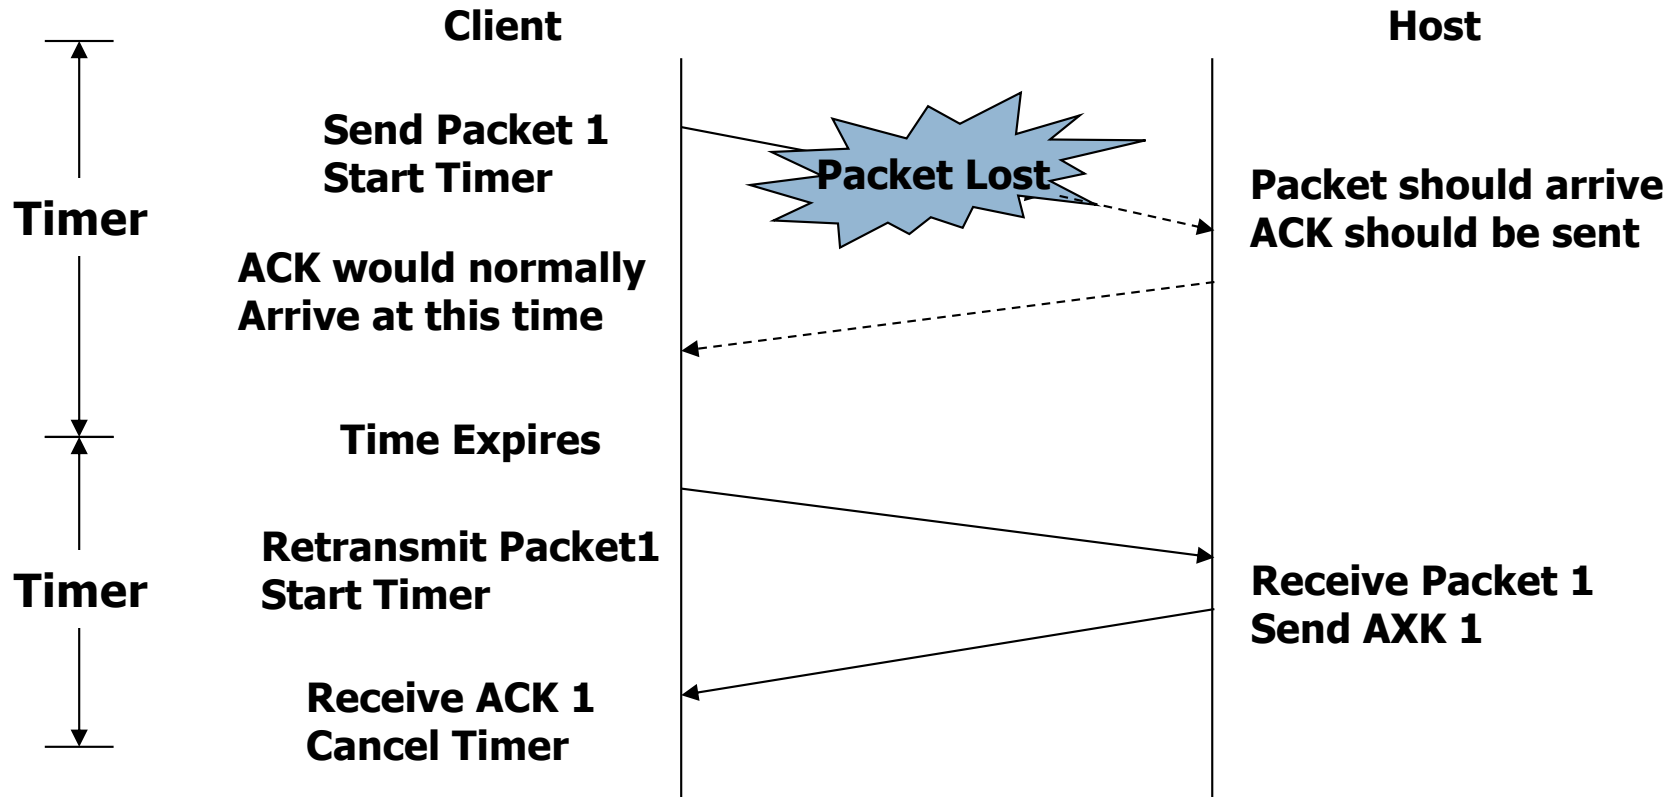 Client
Host
Send Packet 1
Start Timer
Packet Lost
Packet should arrive
ACK should be sent
Timer
ACK would normally
Arrive at this time
Time Expires
Retransmit Packet1
Start Timer
Timer
Receive Packet 1
Send AXK 1
Receive ACK 1
Cancel Timer